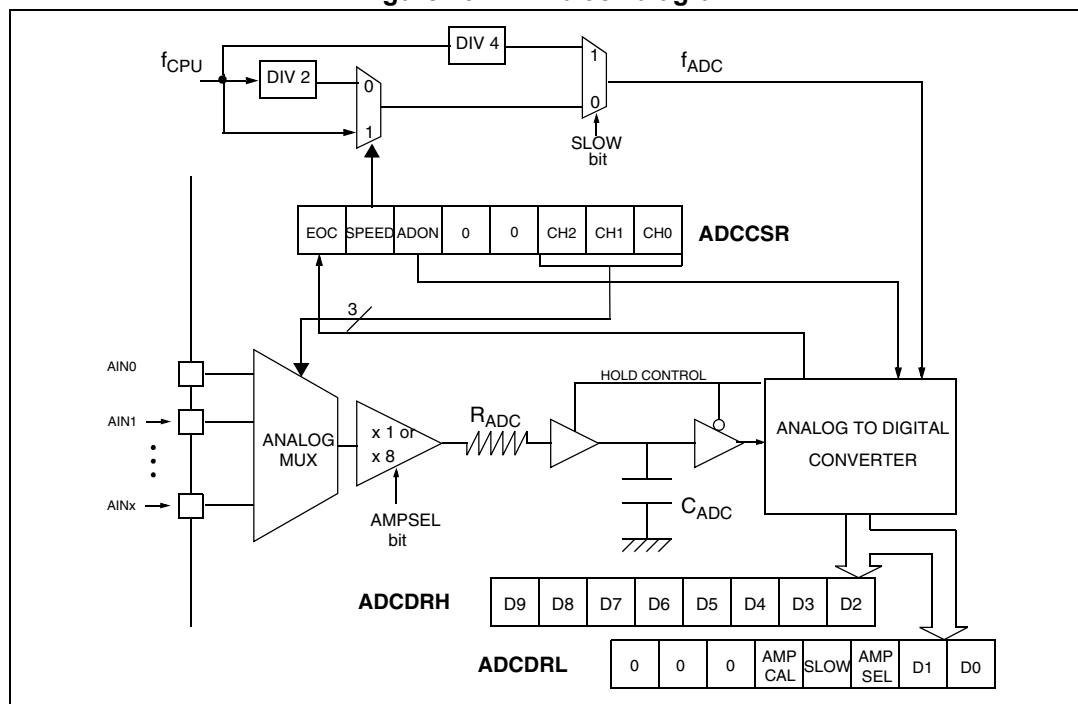 DIV 4
1
fCPU
fADC
DIV 2
0
0
1
SLOW
bit
EOC SPEED ADON 0 0 CH2 CH1 CH0 ADCCSR
3
AIN0
HOLD CONTROL
RADC
AIN1
x 1 or
x 8
ANALOG
MUX
ANALOG TO DIGITAL
CONVERTER
AINx
CADC
AMPSEL
bit
ADCDRH D9 D8 D7 D6 D5 D4 D3 D2
ADCDRL 0 0 0 AMP CAL SLOW AMP SEL D1 D0